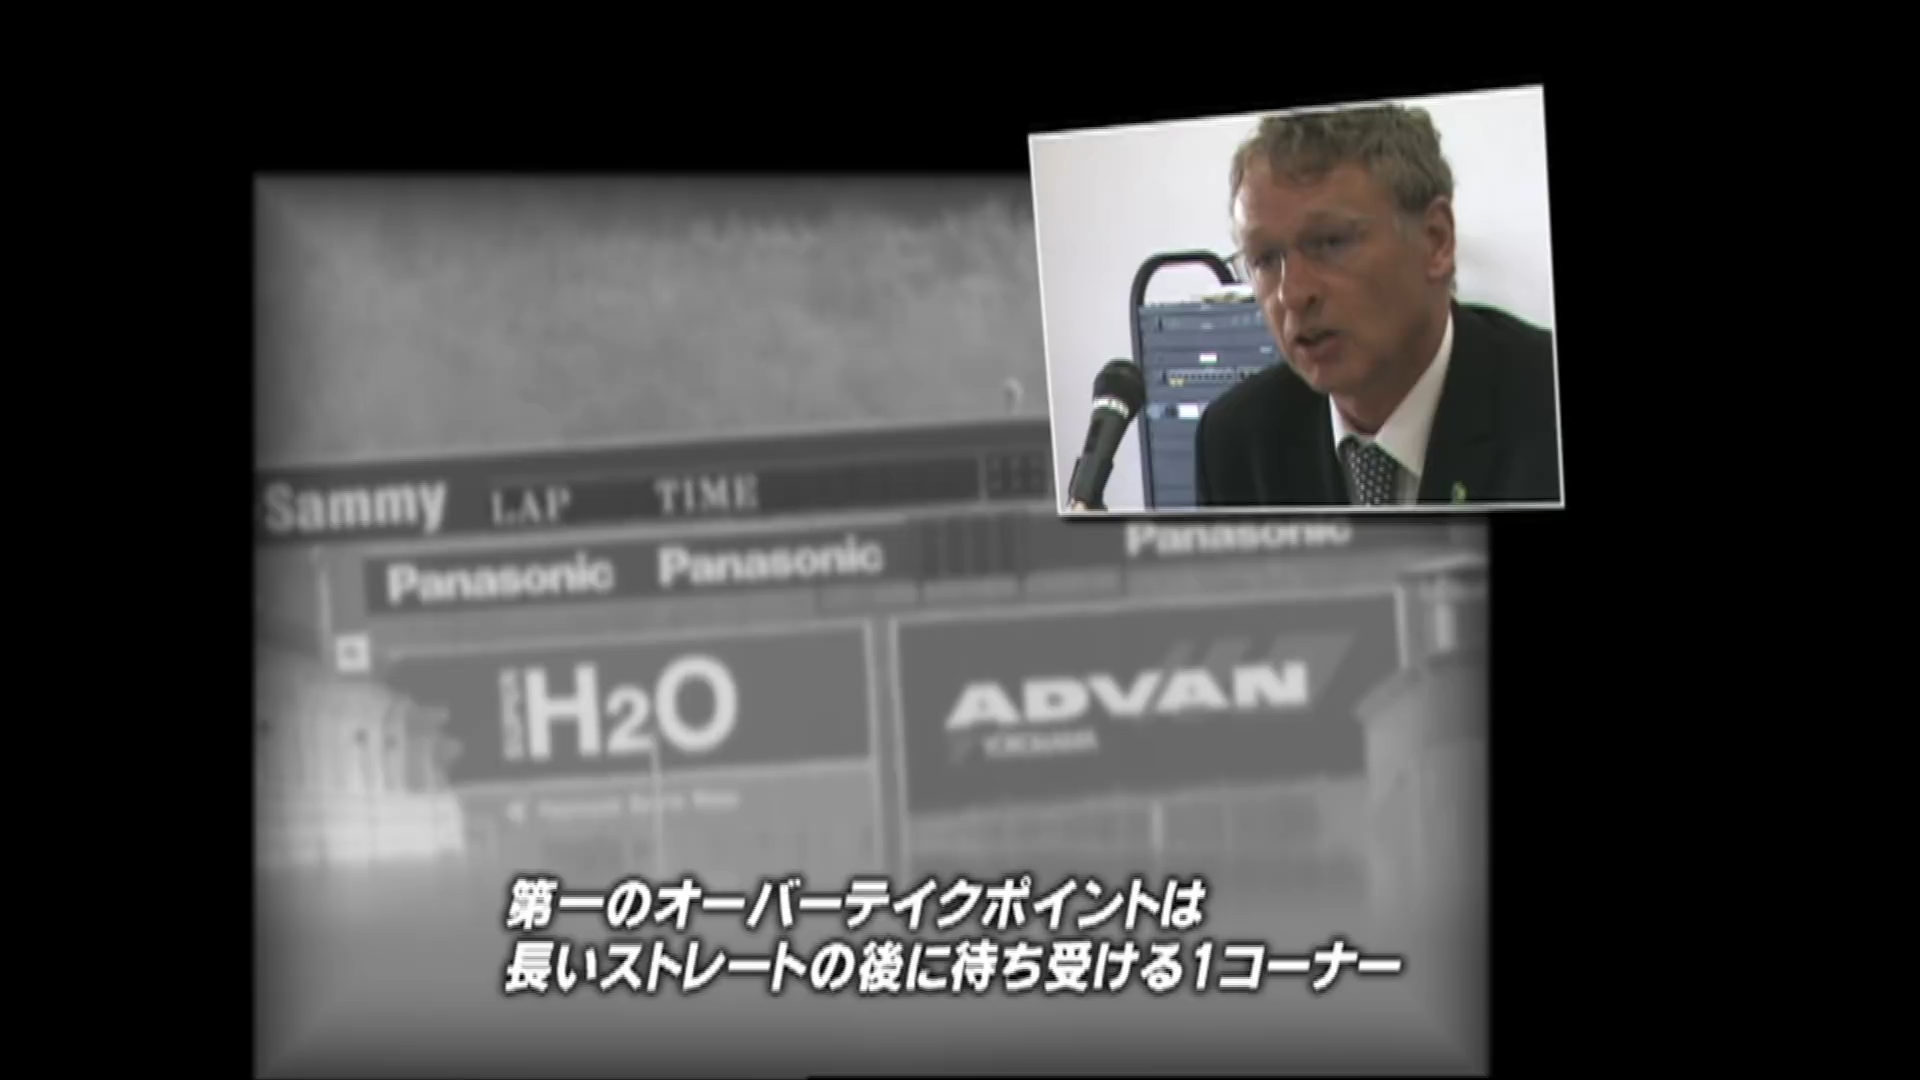 Sammy LAP TIME
Panasonic Panasonic Panasonic
SUPER H2O
ADVAN
YOKOHAMA
第一のオーバーテイクポイントは
長いストレートの後に待ち受ける1コーナー